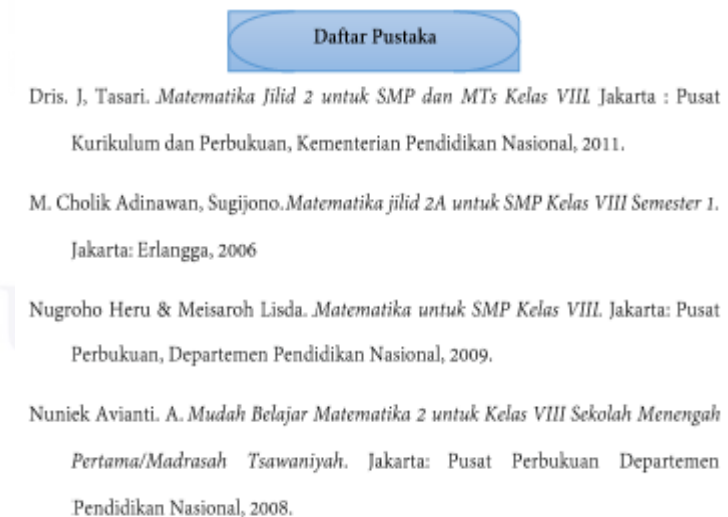 Daftar Pustaka
Dris. J, Tasari. Matematika Jilid 2 untuk SMP dan MTs Kelas VIII. Jakarta : Pusat
Kurikulum dan Perbukuan, Kementerian Pendidikan Nasional, 2011.
M. Cholik Adinawan, Sugijono.Matematika jilid 2A untuk SMP Kelas VIII Semester 1.
Jakarta: Erlangga, 2006
Nugroho Heru & Meisaroh Lisda. Matematika untuk SMP Kelas VIII. Jakarta: Pusat
Perbukuan, Departemen Pendidikan Nasional, 2009.
Nuniek Avianti. A. Mudah Belajar Matematika 2 untuk Kelas VIII Sekolah Menengah
Pertama/Madrasah Tsawaniyah. Jakarta: Pusat Perbukuan Departemen
Pendidikan Nasional, 2008.